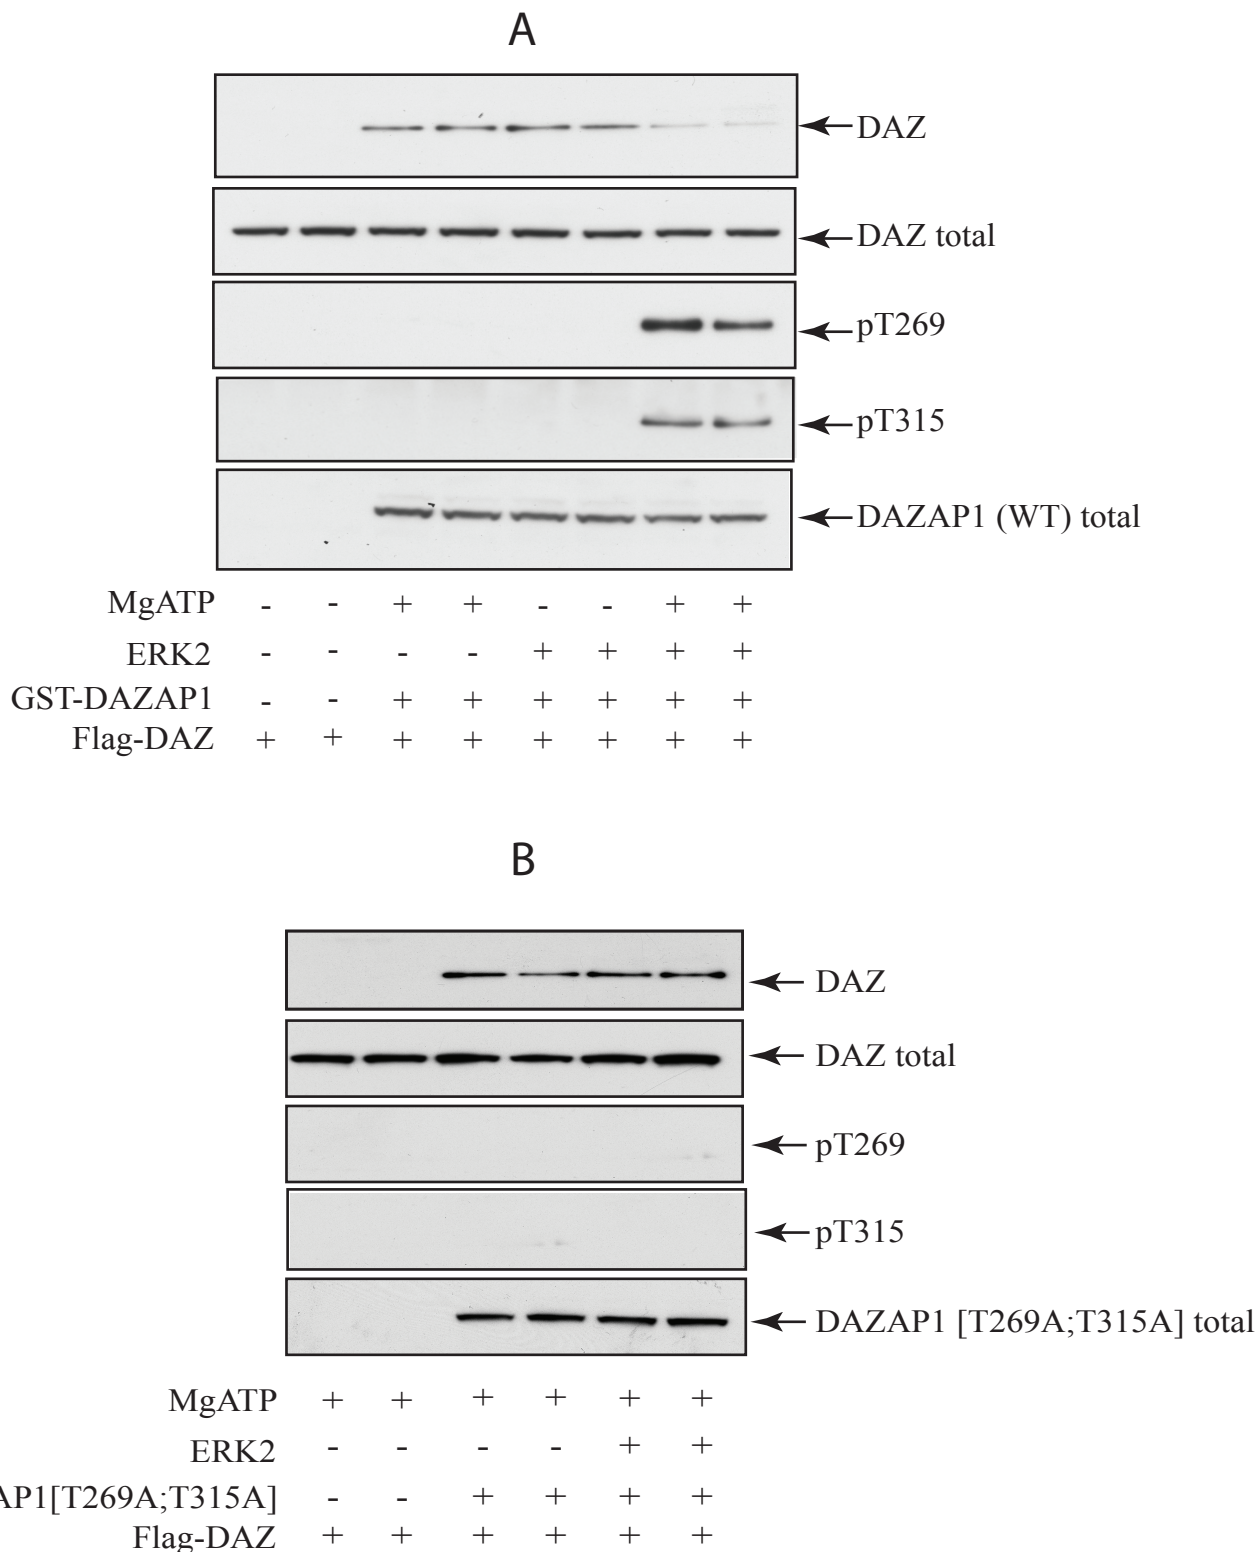 A
DAZ
DAZ total
pT269
pT315
DAZAP1 (WT) total
MgATP - - + + - - + +
ERK2 - - - - + + + +
GST-DAZAP1 - - + + + + + +
Flag-DAZ + + + + + + + +
B
DAZ
DAZ total
pT269
pT315
DAZAP1 [T269A;T315A] total
MgATP + + + + + +
ERK2 - - - - + +
AP1[T269A;T315A] - - + + + +
Flag-DAZ + + + + + +